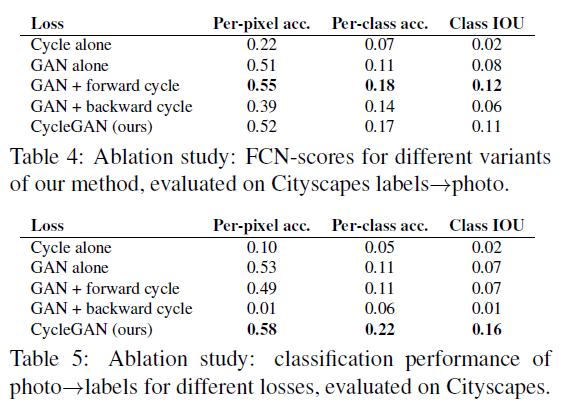 Loss Per-pixel acc. Per-class acc. Class IOU
Cycle alone 0.22 0.07 0.02
GAN alone 0.51 0.11 0.08
GAN + forward cycle 0.55 0.18 0.12
GAN + backward cycle 0.39 0.14 0.06
CycleGAN (ours) 0.52 0.17 0.11
Table 4: Ablation study: FCN-scores for different variants
of our method, evaluated on Cityscapes labels→photo.
Loss Per-pixel acc. Per-class acc. Class IOU
Cycle alone 0.10 0.05 0.02
GAN alone 0.53 0.11 0.07
GAN + forward cycle 0.49 0.11 0.07
GAN + backward cycle 0.01 0.06 0.01
CycleGAN (ours) 0.58 0.22 0.16
Table 5: Ablation study: classification performance of
photo→labels for different losses, evaluated on Cityscapes.